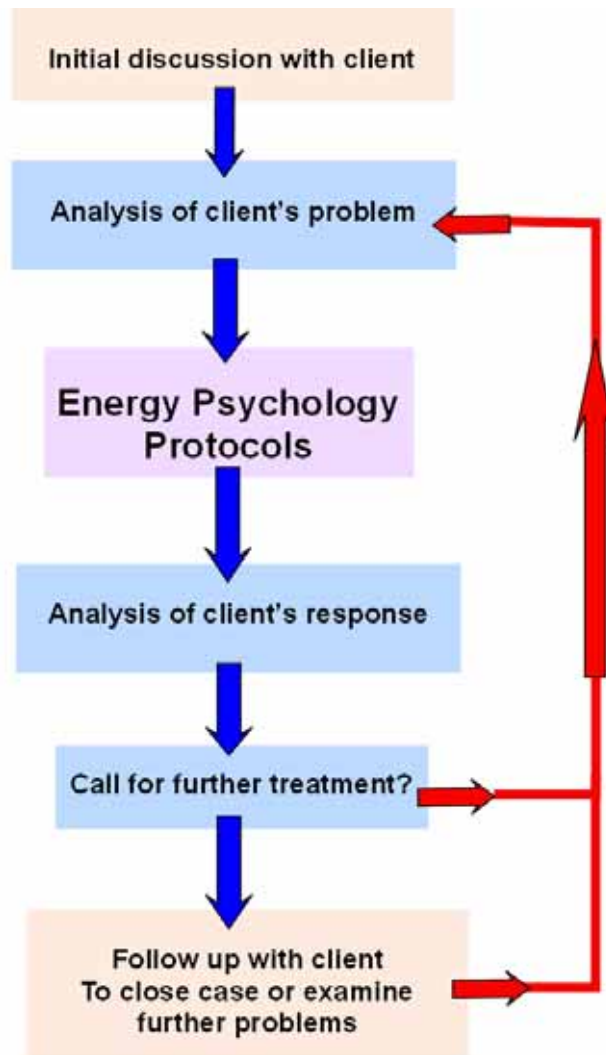 Initial discussion with client
Analysis of client's problem
Energy Psychology
Protocols
Analysis of client's response
Call for further treatment?
Follow up with client
To close case or examine
further problems